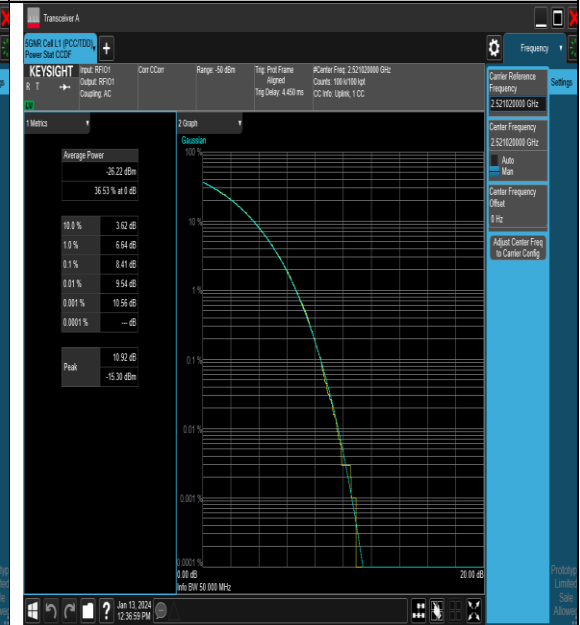 Transceiver A
5GNR Cell L1 (PCC/TDD),
Power Stat CCDF
+
Frequency
KEYSIGHT
R T
Input: RFIO1
Output: RFIO1
Coupling: AC
Corr CCorr
Range: -50 dBm
Trig: Prot Frame
Aligned
Trig Delay: 4.450 ms
#Center Freq: 2.521020000 GHz
Counts: 100 k/100 kpt
CC Info: Uplink, 1 CC
Settings
Carrier Reference
Frequency
2.521020000 GHz
Center Frequency
2.521020000 GHz
Auto
Man
Center Frequency
Offset
0 Hz
Adjust Center Freq
to Carrier Config
1 Metrics
Average Power
-26.22 dBm
36.53 % at 0 dB
10.0 % 3.62 dB
1.0 % 6.64 dB
0.1 % 8.41 dB
0.01 % 9.54 dB
0.001 % 10.56 dB
0.0001 % --- dB
Peak
10.92 dB
-15.30 dBm
2 Graph
Gaussian
100 %
10 %
1 %
0.1 %
0.01 %
0.001 %
0.0001 %
0.00 dB
20.00 dB
Info BW 50.000 MHz
Limited
Sale
?
Jan 13, 2024
12:36:59 PM